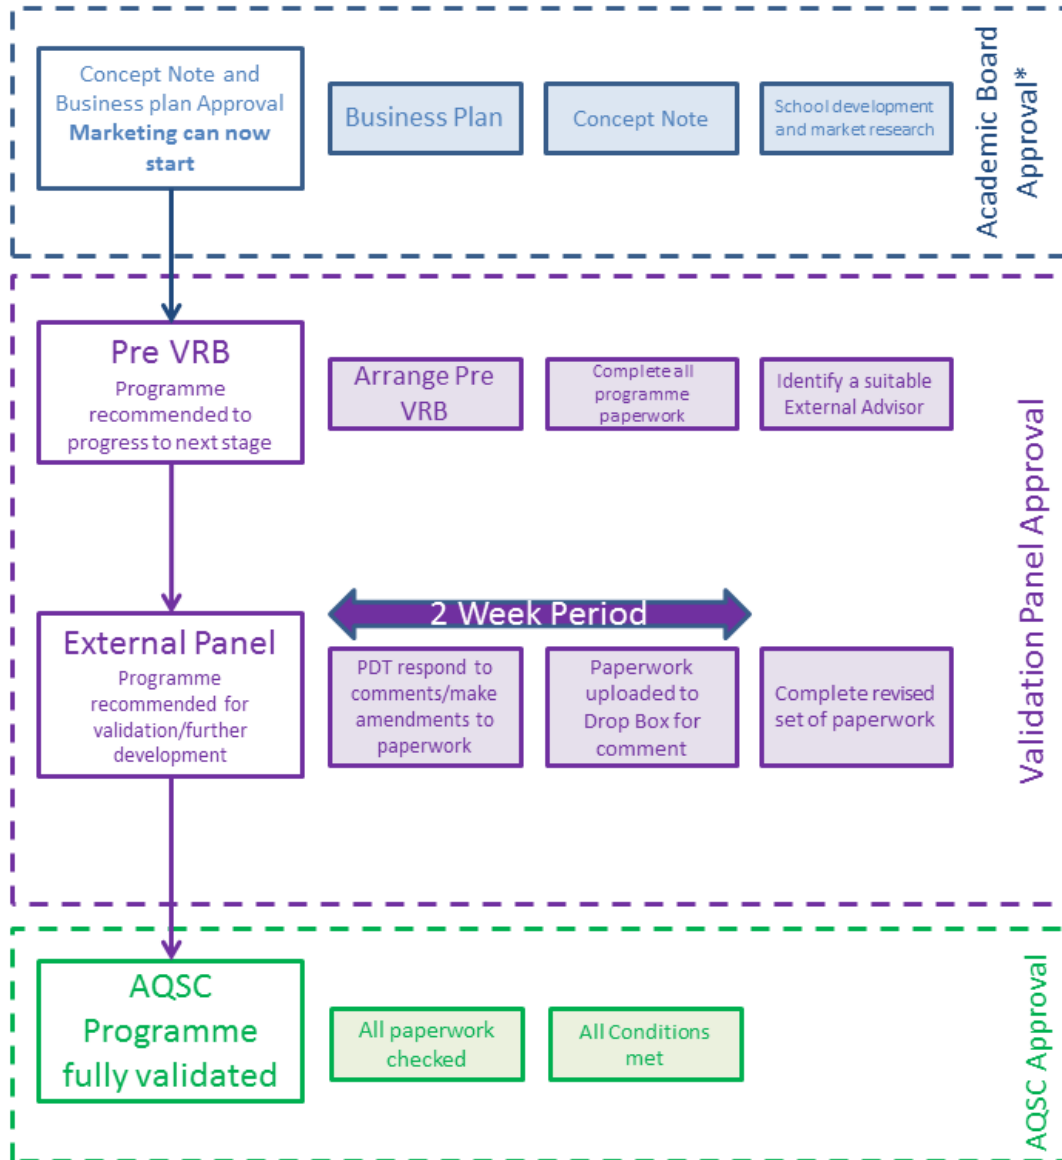 Concept Note and
Business plan Approval
Marketing can now
start
Business Plan
Concept Note
School development
and market research
Academic Board
Approval*
Pre VRB
Programme
recommended to
progress to next stage
Arrange Pre
VRB
Complete all
programme
paperwork
Identify a suitable
External Advisor
Validation Panel Approval
2 Week Period
External Panel
Programme
recommended for
validation/further
development
PDT respond to
comments/make
amendments to
paperwork
Paperwork
uploaded to
Drop Box for
comment
Complete revised
set of paperwork
AQSC
Programme
fully validated
All paperwork
checked
All Conditions
met
AQSC Approval